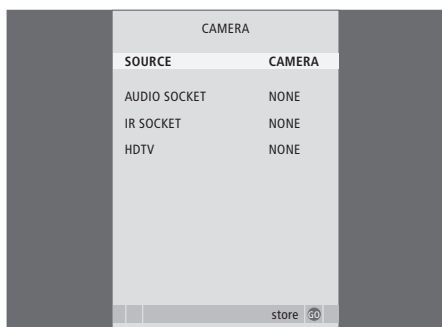 CAMERA
SOURCE CAMERA
AUDIO SOCKET NONE
IR SOCKET NONE
HDTV NONE
store GO